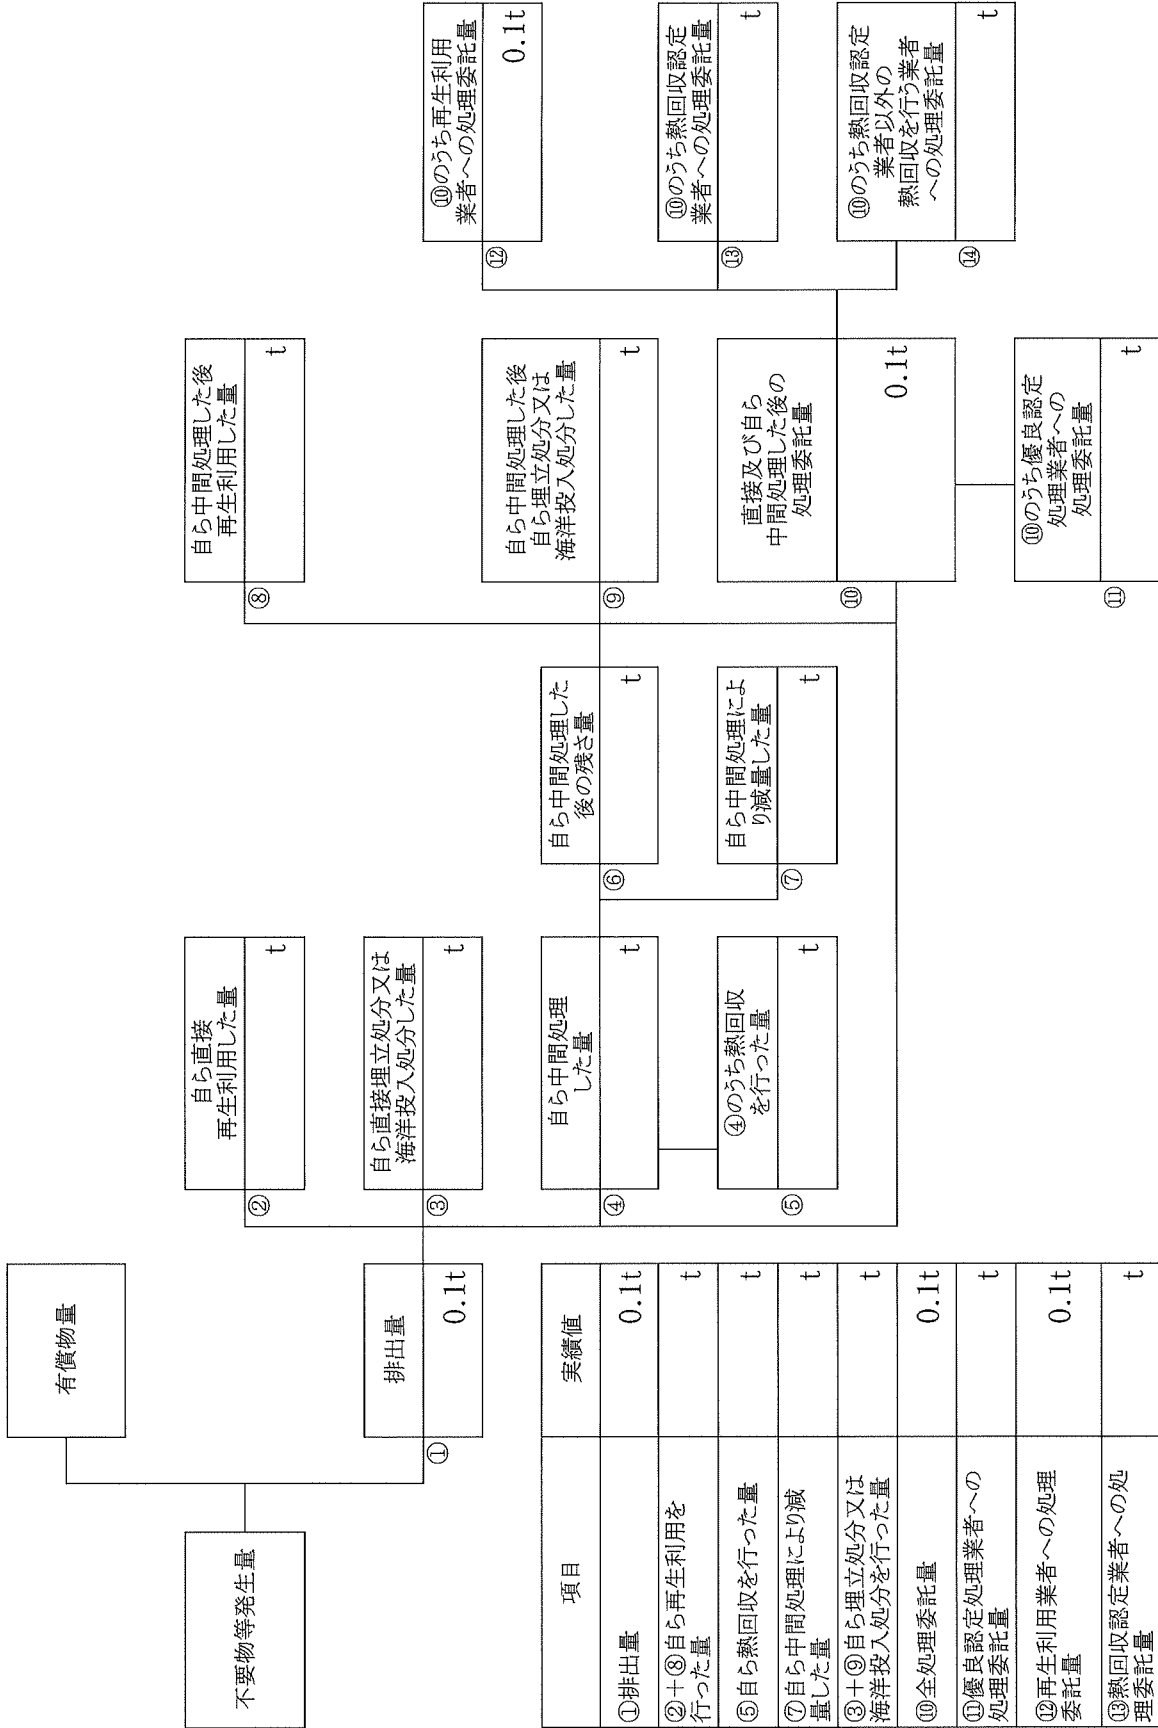 不要物等発生量
有償物量
①
排出量
0.1t
②
自ら直接
再生利用した量
t
③
自ら直接埋立処分又は
海洋投入処分した量
t
④
自ら中間処理
した量
t
⑤
④のうち熱回収
を行った量
t
⑥
自ら中間処理した
後の残さ量
t
⑦
自ら中間処理によ
り減量した量
t
⑧
自ら中間処理した後
再生利用した量
t
⑨
自ら中間処理した後
自ら埋立処分又は
海洋投入処分した量
t
⑩
直接及び自ら
中間処理した後の
処理委託量
0.1t
⑪
⑩のうち優良認定
処理業者への
処理委託量
t
⑫
⑩のうち再生利用
業者への処理委託量
0.1t
⑬
⑩のうち熱回収認定
業者への処理委託量
t
⑭
⑩のうち熱回収認定
業者以外の
熱回収を行う業者
への処理委託量
t
項目 実績値
①排出量 0.1t
②+⑧自ら再生利用を
行った量 t
⑤自ら熱回収を行った量 t
⑦自ら中間処理により減
量した量 t
③+⑨自ら埋立処分又は
海洋投入処分を行った量 t
⑩全処理委託量 0.1t
⑪優良認定処理業者への
処理委託量 t
⑫再生利用業者への処理
委託量 0.1t
⑬熱回収認定業者への処
理委託量 t